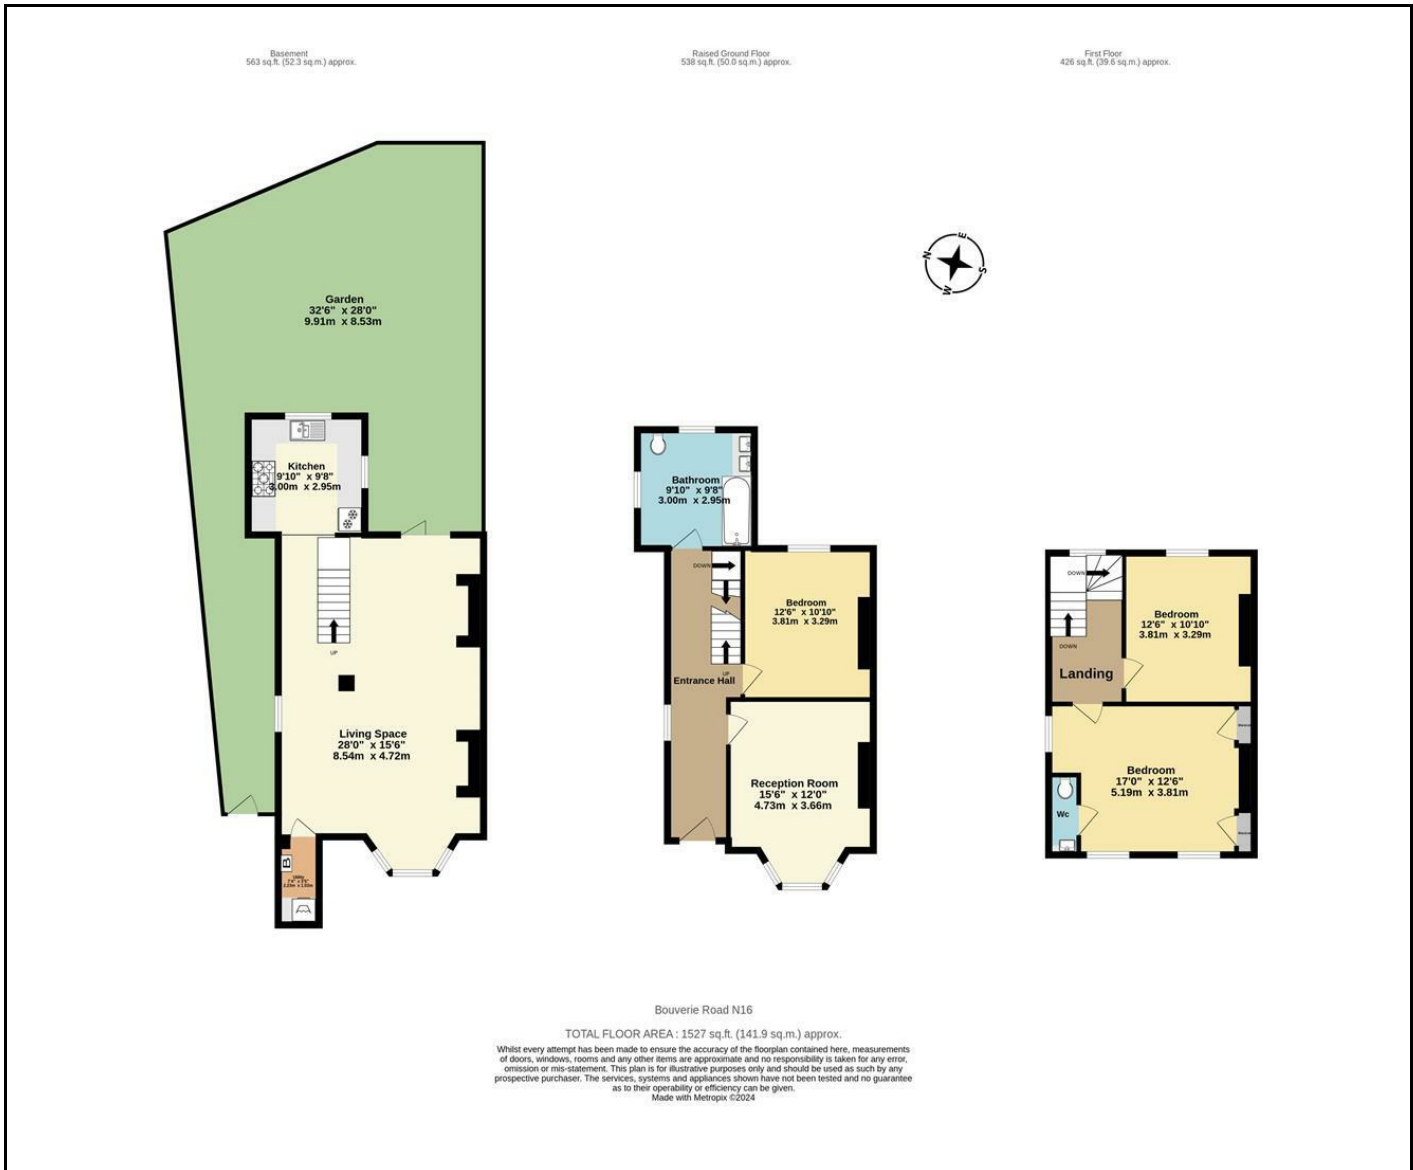 Basement
563 sq.ft. (52.3 sq.m.) approx.
Raised Ground Floor
538 sq.ft. (50.0 sq.m.) approx.
First Floor
426 sq.ft. (39.6 sq.m.) approx.
Garden
32'6" x 28'0"
9.91m x 8.53m
N
E
S
W
Kitchen
9'10" x 9'8"
3.00m x 2.95m
UP
Living Space
28'0" x 15'6"
8.54m x 4.72m
B
Bathroom
9'10" x 9'8"
3.00m x 2.95m
DOWN
Bedroom
12'6" x 10'10"
3.81m x 3.29m
UP
Entrance Hall
Reception Room
15'6" x 12'0"
4.73m x 3.66m
DOWN
Bedroom
12'6" x 10'10"
3.81m x 3.29m
DOWN
Landing
Bedroom
17'0" x 12'6"
5.19m x 3.81m
Wc
Bouverie Road N16
TOTAL FLOOR AREA : 1527 sq.ft. (141.9 sq.m.) approx.
Whilst every attempt has been made to ensure the accuracy of the floorplan contained here, measurements
of doors, windows, rooms and any other items are approximate and no responsibility is taken for any error,
omission or mis-statement. This plan is for illustrative purposes only and should be used as such by any
prospective purchaser. The services, systems and appliances shown have not been tested and no guarantee
as to their operability or efficiency can be given.
Made with Metropix ©2024